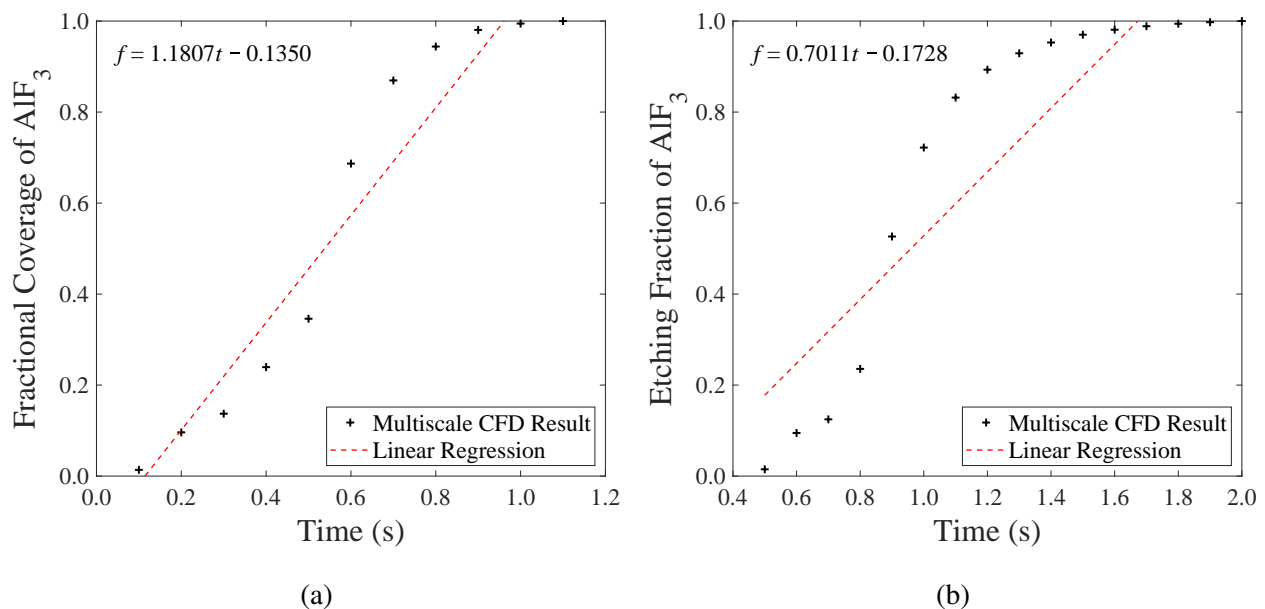 f = 1.1807t − 0.1350
Fractional Coverage of AlF3
1.0
0.8
0.6
0.4
0.2
0.0
Multiscale CFD Result
Linear Regression
0.0 0.2 0.4 0.6 0.8 1.0 1.2
Time (s)
(a)
f = 0.7011t − 0.1728
Etching Fraction of AlF3
1.0
0.8
0.6
0.4
0.2
0.0
Multiscale CFD Result
Linear Regression
0.4 0.6 0.8 1.0 1.2 1.4 1.6 1.8 2.0
Time (s)
(b)